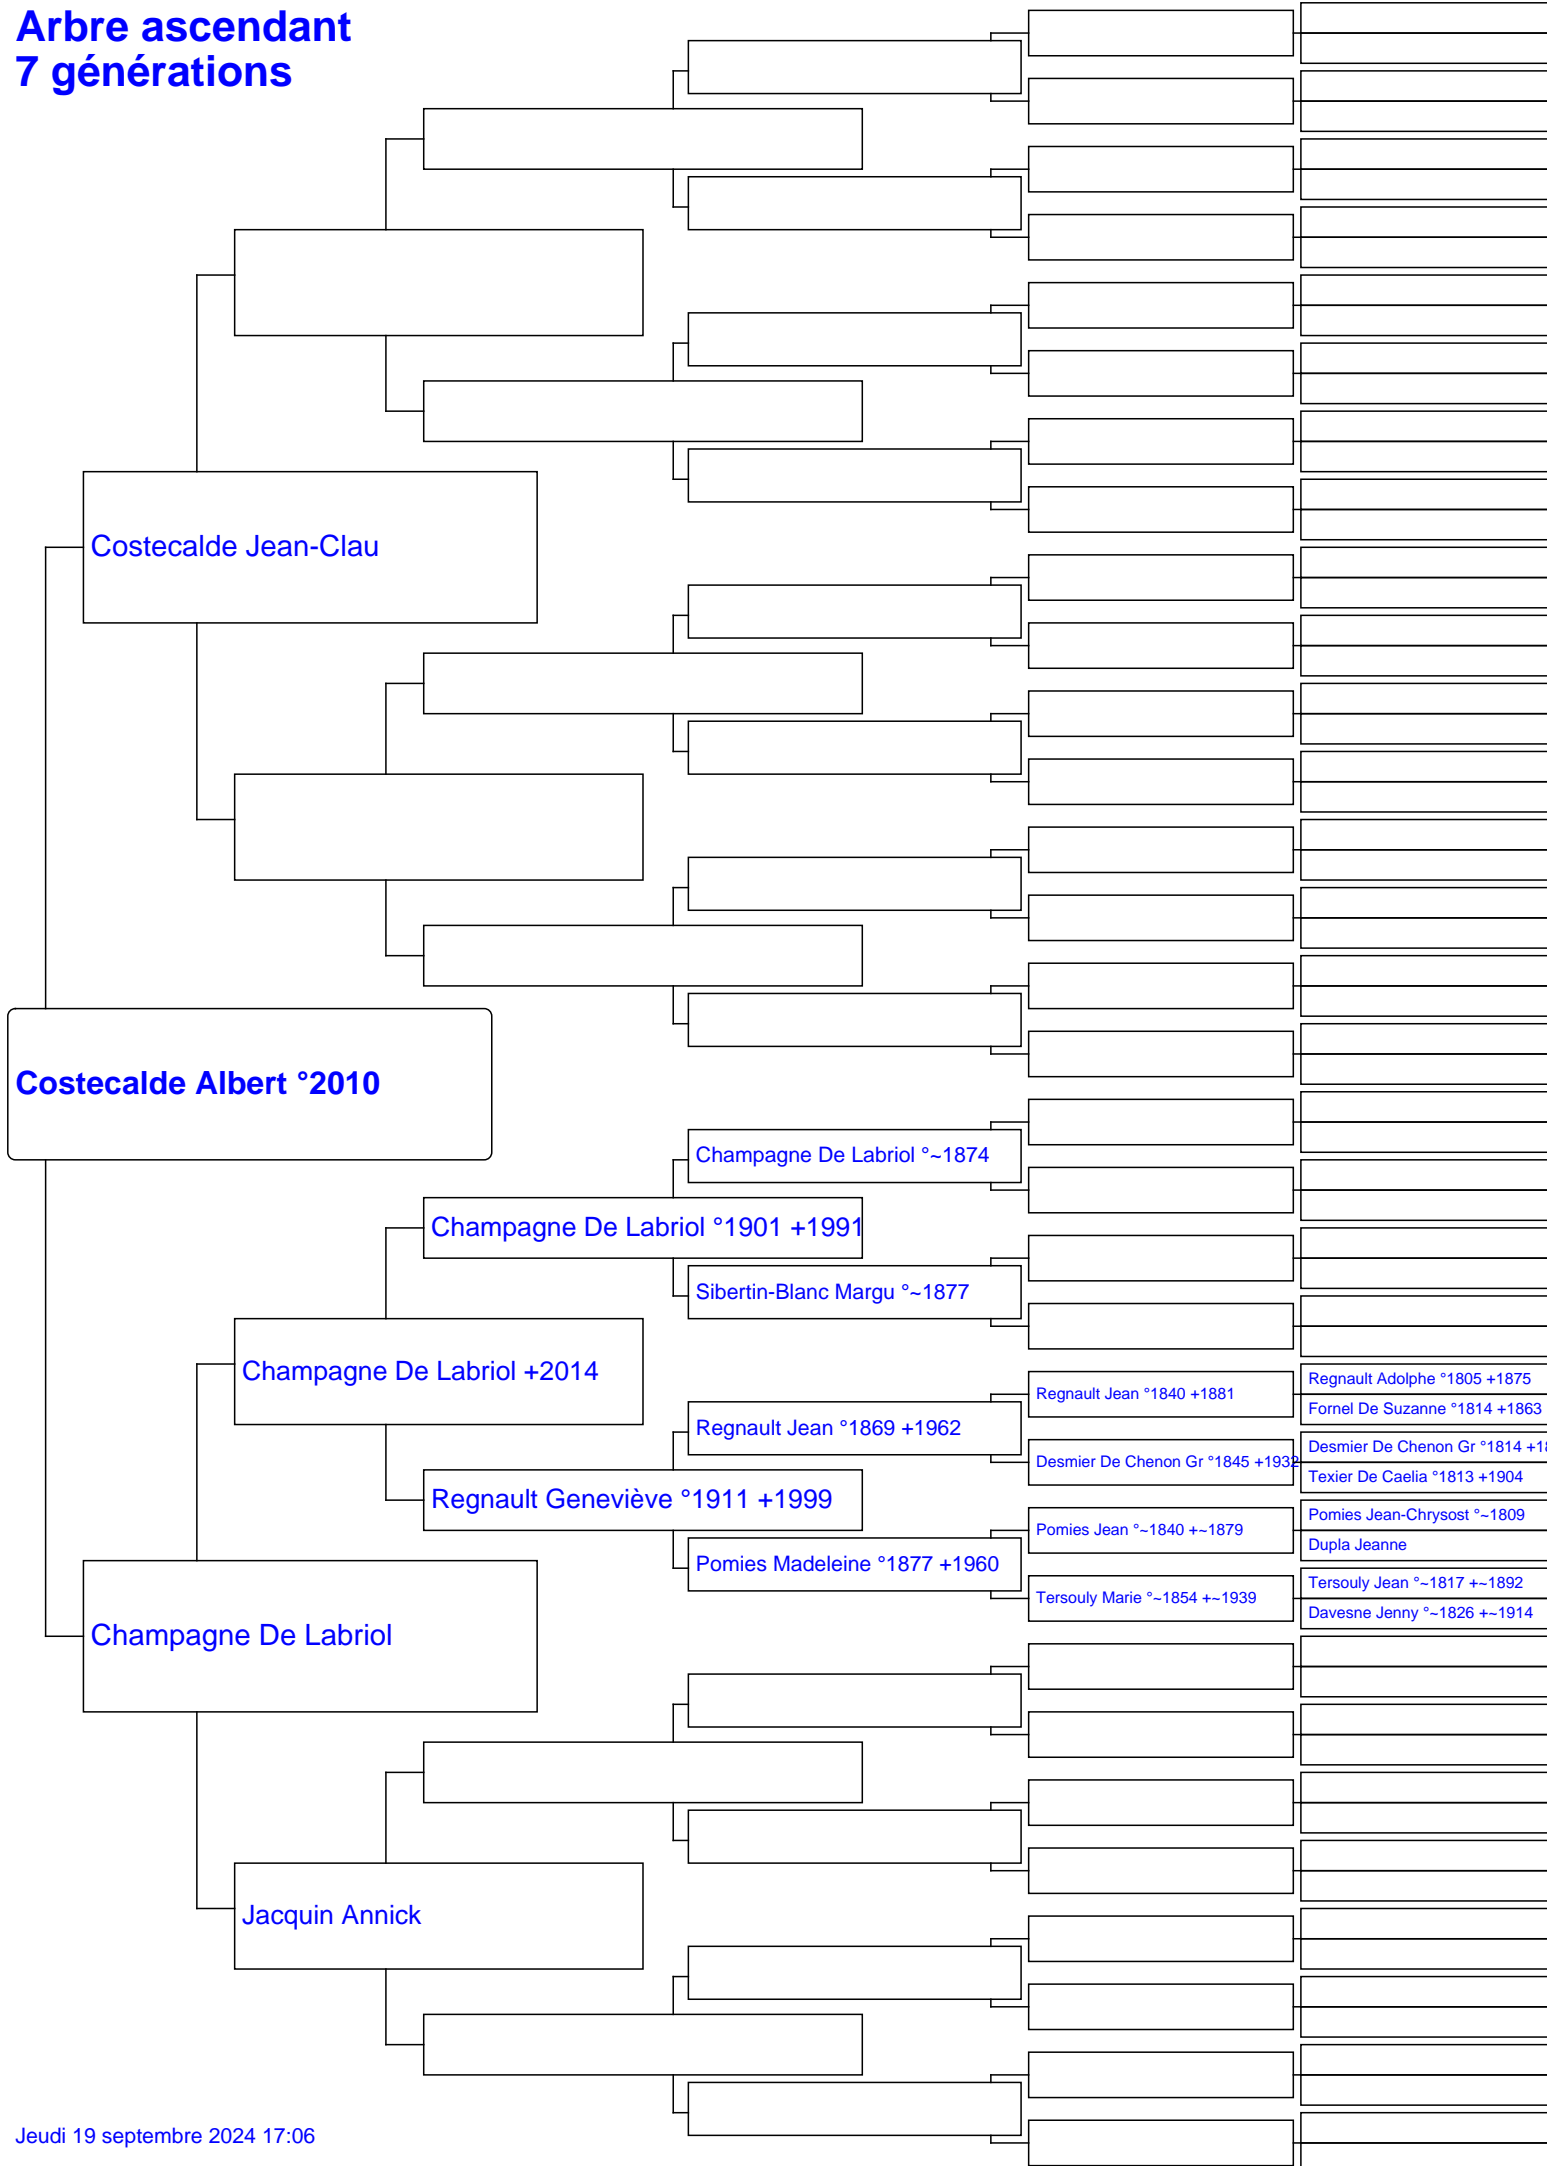 Arbre ascendant
7 générations
Costecalde Jean-Clau
Costecalde Albert °2010
Champagne De Labriol °~1874
Champagne De Labriol °1901 +1991
Sibertin-Blanc Margu °~1877
Champagne De Labriol +2014
Regnault Adolphe °1805 +1875
Regnault Jean °1840 +1881
Fornel De Suzanne °1814 +1863
Regnault Jean °1869 +1962
Desmier De Chenon Gr °1814 +18
Desmier De Chenon Gr °1845 +1932
Texier De Caelia °1813 +1904
Regnault Geneviève °1911 +1999
Pomies Jean-Chrysost °~1809
Pomies Jean °~1840 +~1879
Dupla Jeanne
Pomies Madeleine °1877 +1960
Tersouly Jean °~1817 +~1892
Tersouly Marie °~1854 +~1939
Davesne Jenny °~1826 +~1914
Champagne De Labriol
Jacquin Annick
Jeudi 19 septembre 2024 17:06